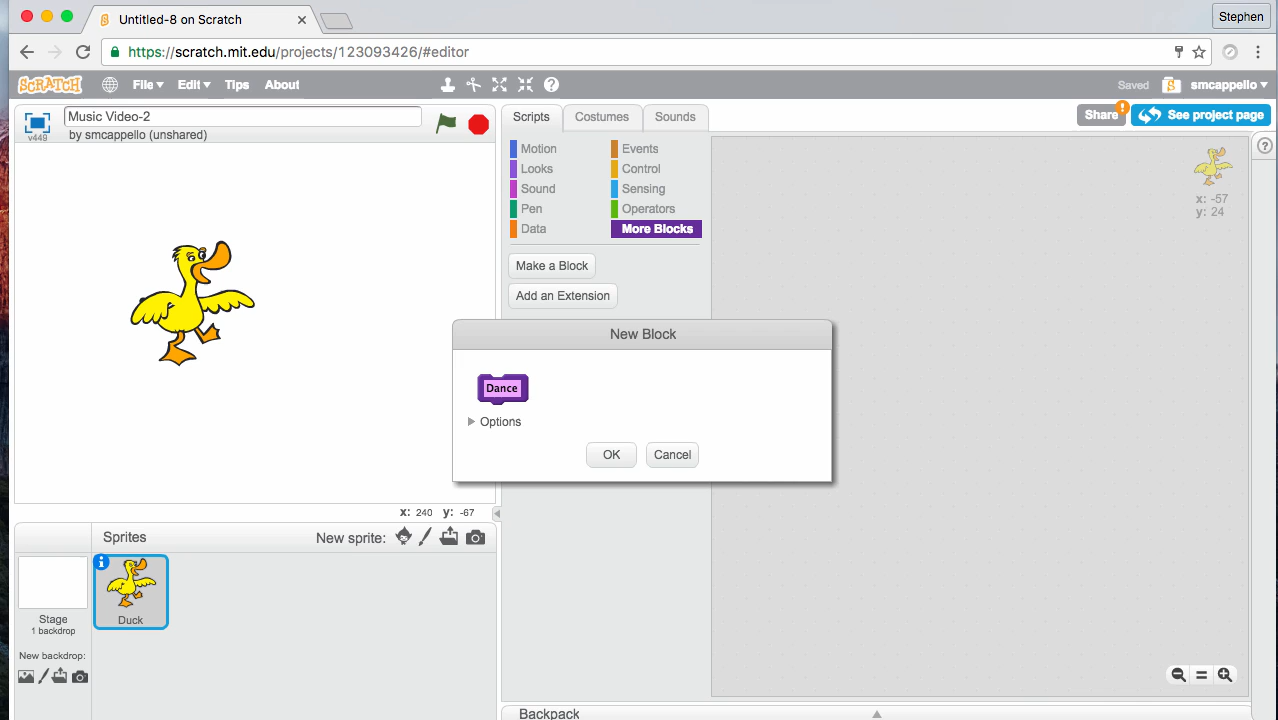 Untitled-8 on Scratch
Stephen
https://scratch.mit.edu/projects/123093426/#editor
SCRATCH
File
Edit
Tips
About
Saved
smcappello
Music Video-2
by smcappello (unshared)
v449
Scripts
Costumes
Sounds
Share
!
See project page
Motion
Events
Looks
Control
Sound
Sensing
Pen
Operators
Data
More Blocks
x: -57
y: 24
Make a Block
Add an Extension
New Block
Dance
Options
OK
Cancel
x: 240 y: -67
Sprites
New sprite:
Duck
Stage
1 backdrop
New backdrop:
Backpack